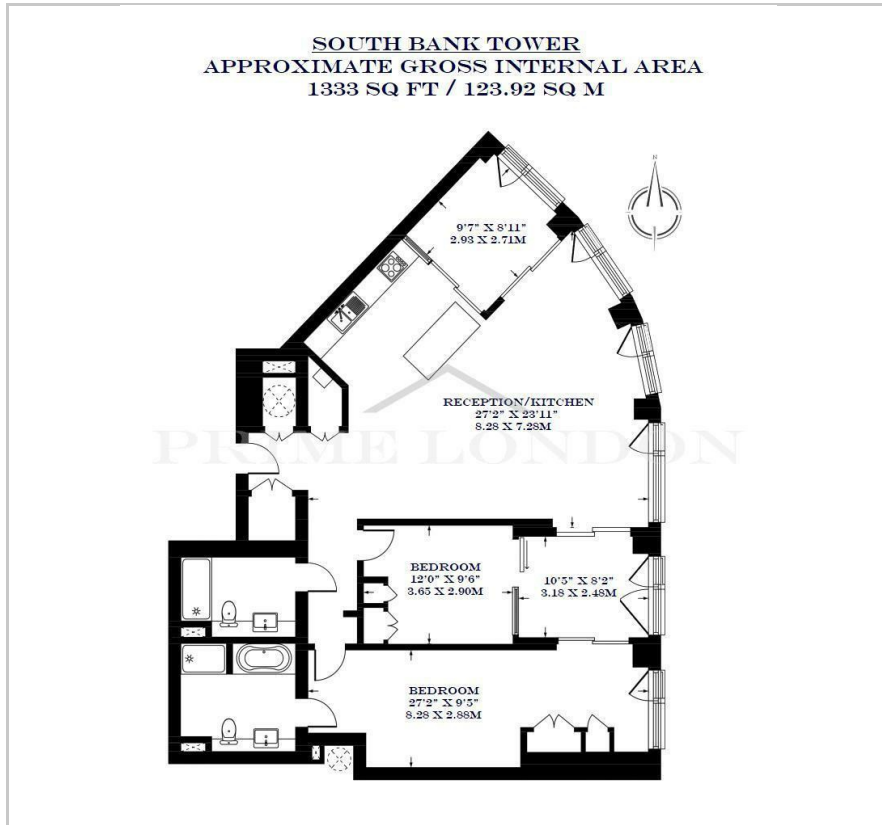 SOUTH BANK TOWER
APPROXIMATE GROSS INTERNAL AREA
1333 SQ FT / 123.92 SQ M
N
9'7" X 8'11"
2.93 X 2.71M
RECEPTION/KITCHEN
27'2" X 23'11"
8.28 X 7.28M
PRIME LONDON
BEDROOM
12'0" X 9'6"
3.65 X 2.90M
10'5" X 8'2"
3.18 X 2.48M
BEDROOM
27'2" X 9'5"
8.28 X 2.88M